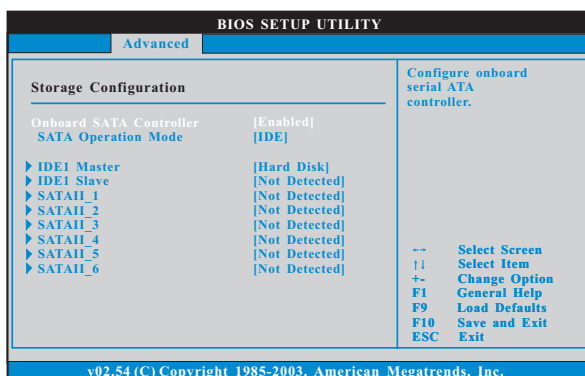 BIOS SETUP UTILITY
Advanced
Storage Configuration
Onboard SATA Controller [Enabled]
SATA Operation Mode [IDE]
IDE1 Master [Hard Disk]
IDE1 Slave [Not Detected]
SATAII_1 [Not Detected]
SATAII_2 [Not Detected]
SATAII_3 [Not Detected]
SATAII_4 [Not Detected]
SATAII_5 [Not Detected]
SATAII_6 [Not Detected]
Configure onboard
serial ATA
controller.
←→ Select Screen
↑↓ Select Item
+- Change Option
F1 General Help
F9 Load Defaults
F10 Save and Exit
ESC Exit
v02.54 (C) Copyright 1985-2003, American Megatrends, Inc.